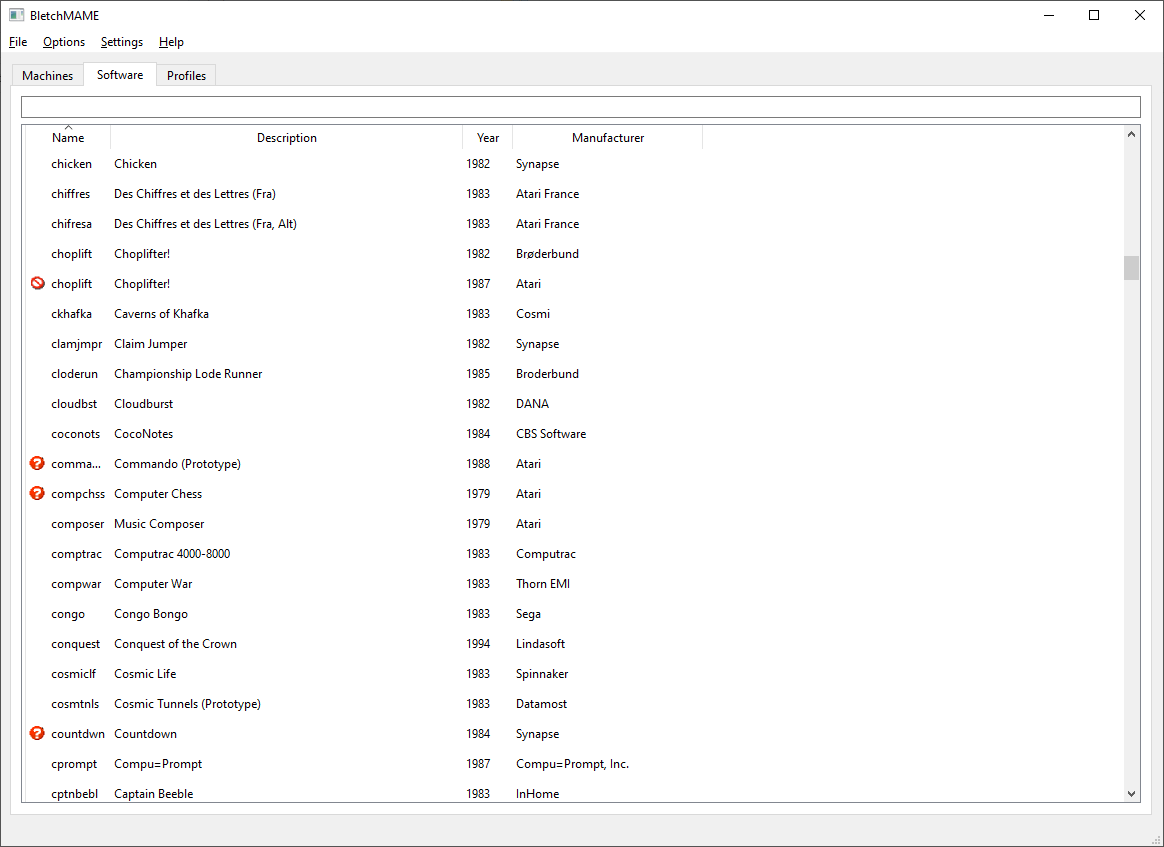 BletchMAME
File Options Settings Help
Machines Software Profiles
Name Description Year Manufacturer
chicken Chicken 1982 Synapse
chiffres Des Chiffres et des Lettres (Fra) 1983 Atari France
chifresa Des Chiffres et des Lettres (Fra, Alt) 1983 Atari France
choplift Choplifter! 1982 Brøderbund
choplift Choplifter! 1987 Atari
ckhafka Caverns of Khafka 1983 Cosmi
clamjmpr Claim Jumper 1982 Synapse
cloderun Championship Lode Runner 1985 Broderbund
cloudbst Cloudburst 1982 DANA
coconots CocoNotes 1984 CBS Software
comma... Commando (Prototype) 1988 Atari
compchss Computer Chess 1979 Atari
composer Music Composer 1979 Atari
comptrac Computrac 4000-8000 1983 Computrac
compwar Computer War 1983 Thorn EMI
congo Congo Bongo 1983 Sega
conquest Conquest of the Crown 1994 Lindasoft
cosmiclf Cosmic Life 1983 Spinnaker
cosmtnls Cosmic Tunnels (Prototype) 1983 Datamost
countdwn Countdown 1984 Synapse
cprompt Compu=Prompt 1987 Compu=Prompt, Inc.
cptnbebl Captain Beeble 1983 InHome